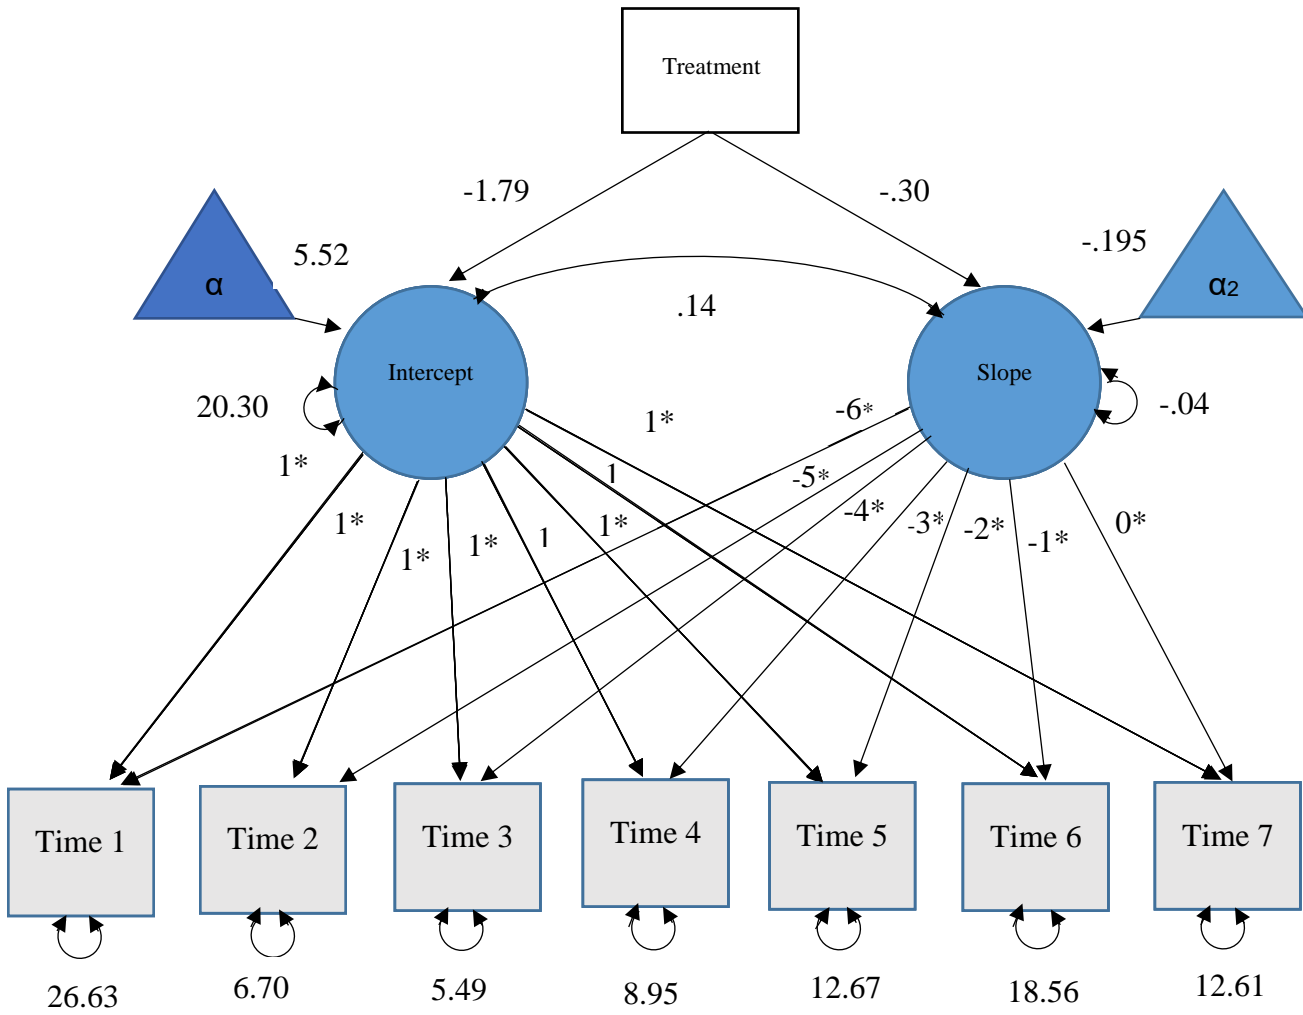 Treatment
-1.79
-.30
5.52
-.195
α
α2
.14
Intercept
Slope
20.30
-.04
1*
-6*
1*
1
-5*
1*
1*
1*
1
1*
-4*
-3*
-2*
-1*
0*
Time 1
Time 2
Time 3
Time 4
Time 5
Time 6
Time 7
26.63
6.70
5.49
8.95
12.67
18.56
12.61